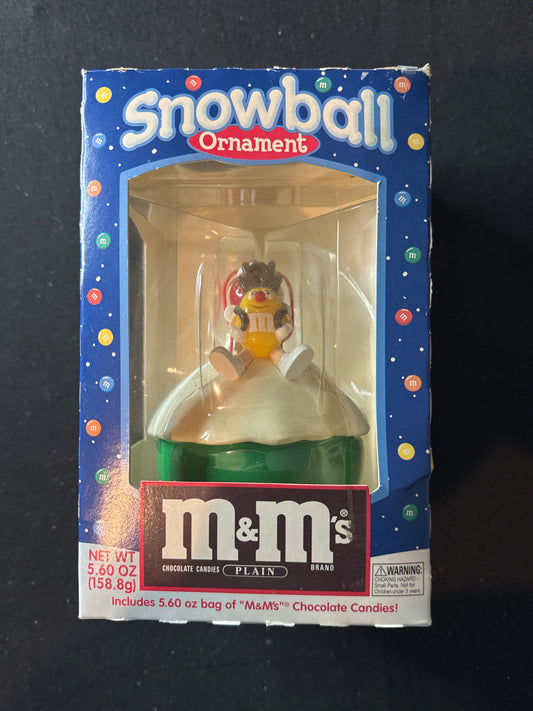 Snowball
Ornament
m
m&m's®
CHOCOLATE CANDIES PLAIN BRAND
NET WT
5.60 OZ
(158.8g)
⚠WARNING:
CHOKING HAZARD –
Small Parts. Not for
Children under 3 years.
Includes 5.60 oz bag of "M&M's"® Chocolate Candies!